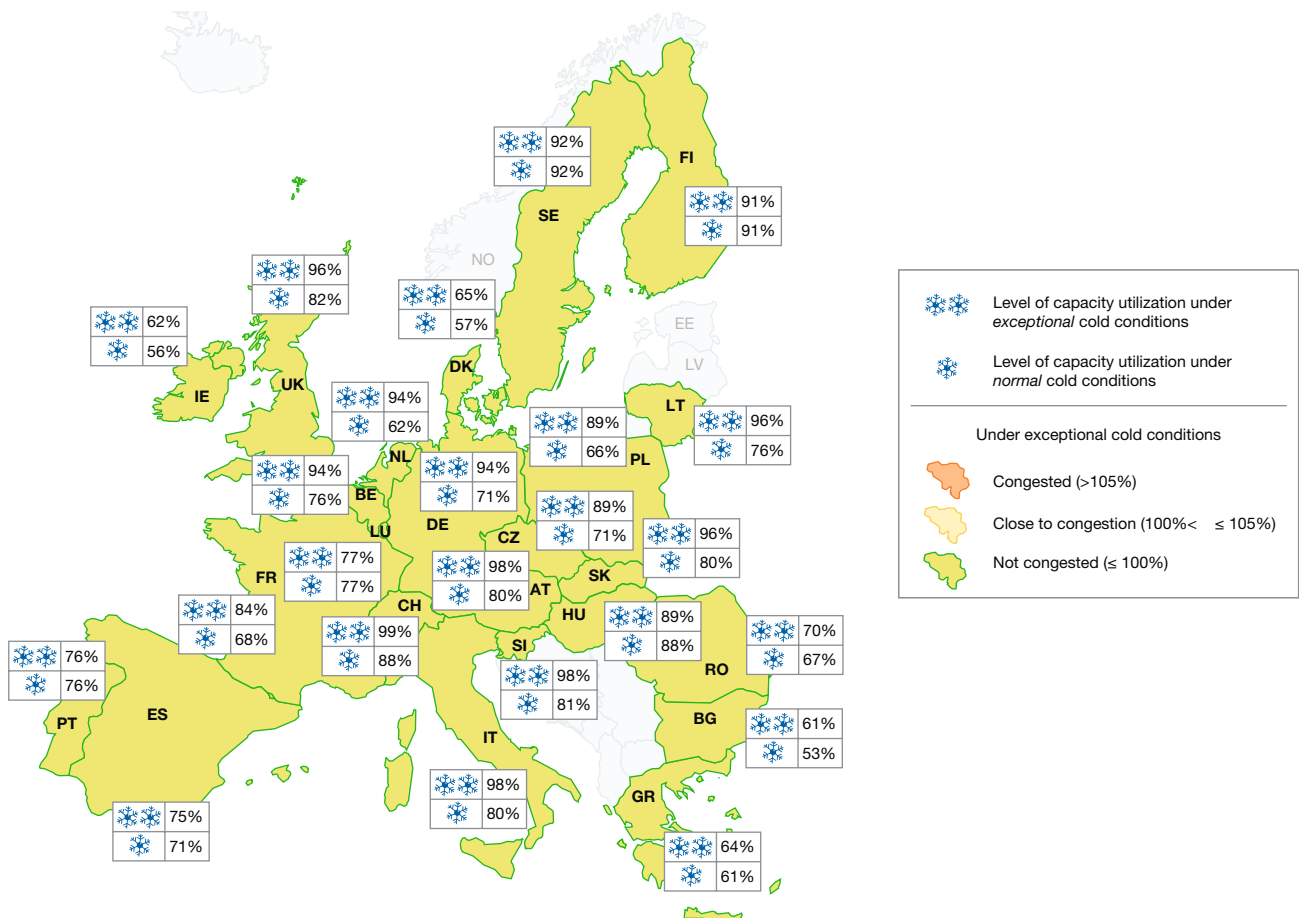 92%
92%
FI
91%
91%
SE
NO
96%
82%
65%
57%
62%
56%
EE
LV
DK
IE
UK
94%
62%
LT
89%
66%
96%
76%
NL
PL
94%
76%
94%
71%
BE
DE
89%
71%
LU
CZ
96%
80%
77%
77%
98%
80%
FR
SK
AT
CH
HU
84%
68%
99%
88%
89%
88%
70%
67%
SI
RO
76%
76%
98%
81%
PT
ES
BG
IT
61%
53%
98%
80%
GR
75%
71%
64%
61%
Level of capacity utilization under
exceptional cold conditions
Level of capacity utilization under
normal cold conditions
Under exceptional cold conditions
Congested (>105%)
Close to congestion (100%< ≤ 105%)
Not congested (≤ 100%)